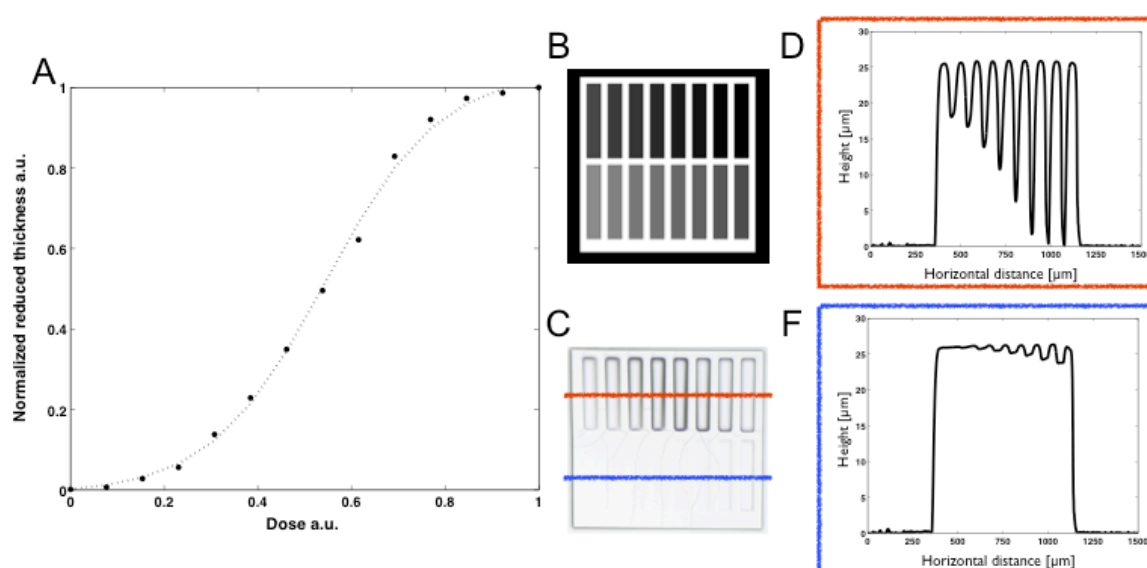 A
Normalized reduced thickness a.u.
1
0.8
0.6
0.4
0.2
0
0 0.2 0.4 0.6 0.8 1
Dose a.u.
B
C
D
Height [µm]
30
25
20
15
10
5
0
0 250 500 750 1000 1250 1500
Horizontal distance [µm]
F
Height [µm]
30
25
20
15
10
5
0
0 250 500 750 1000 1250 1500
Horizontal distance [µm]